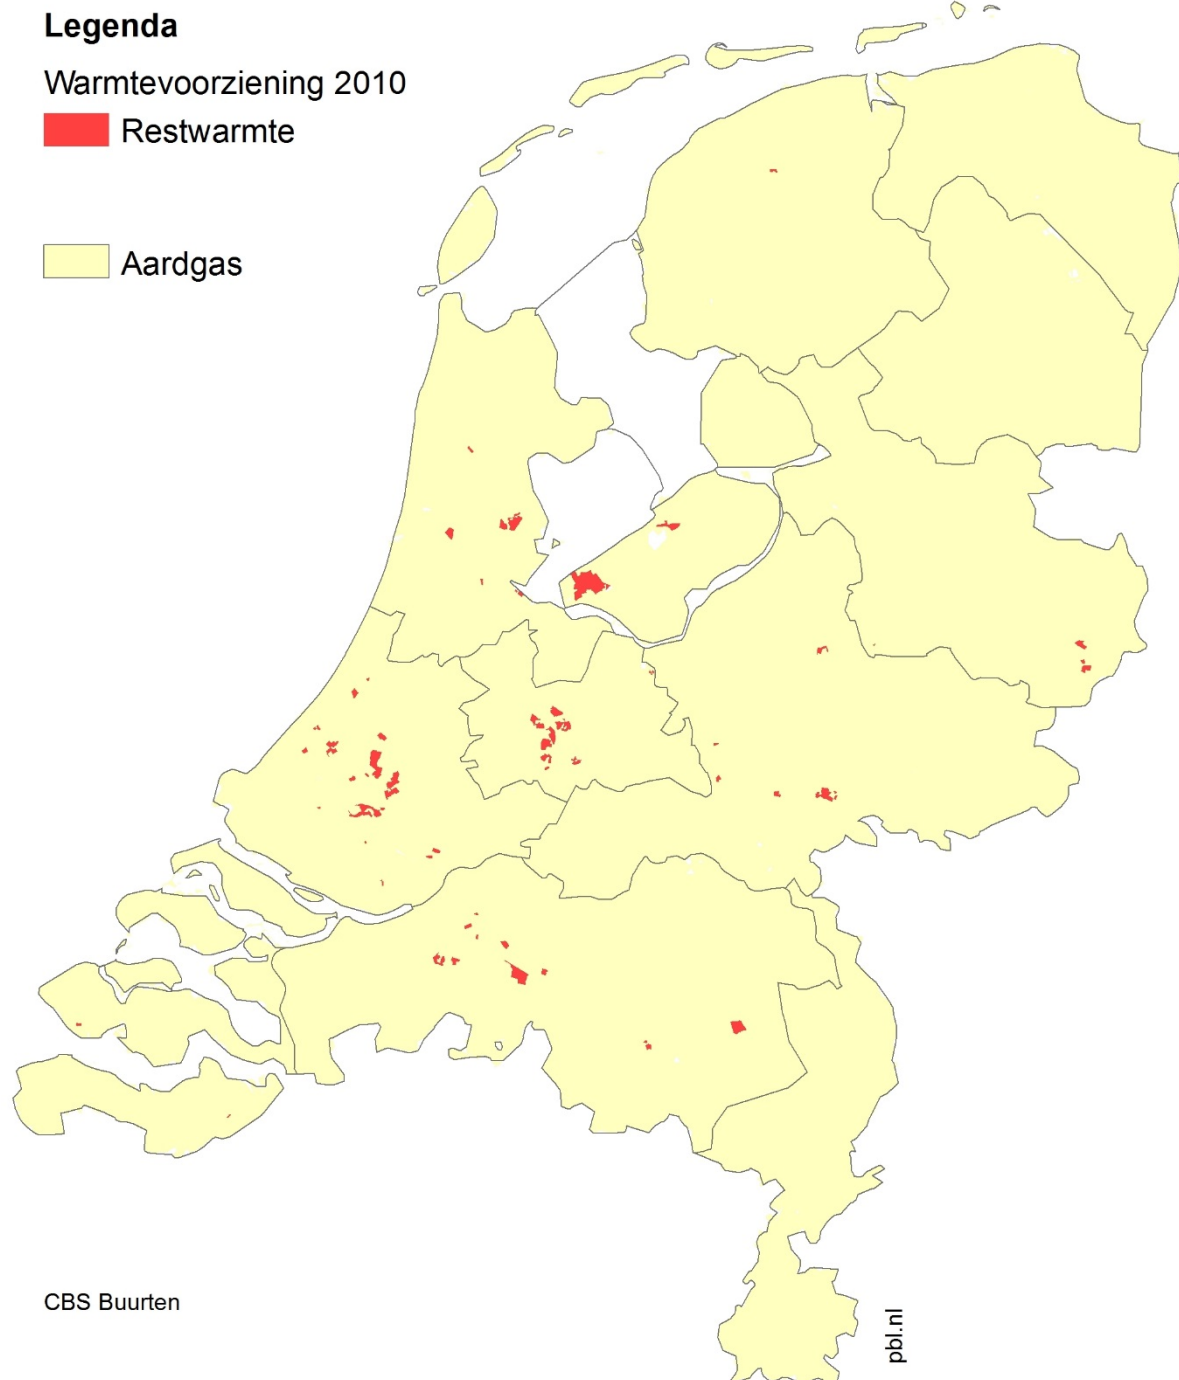 Legenda
Warmtevoorziening 2010
Restwarmte
Aardgas
CBS Buurten
pbl.nl